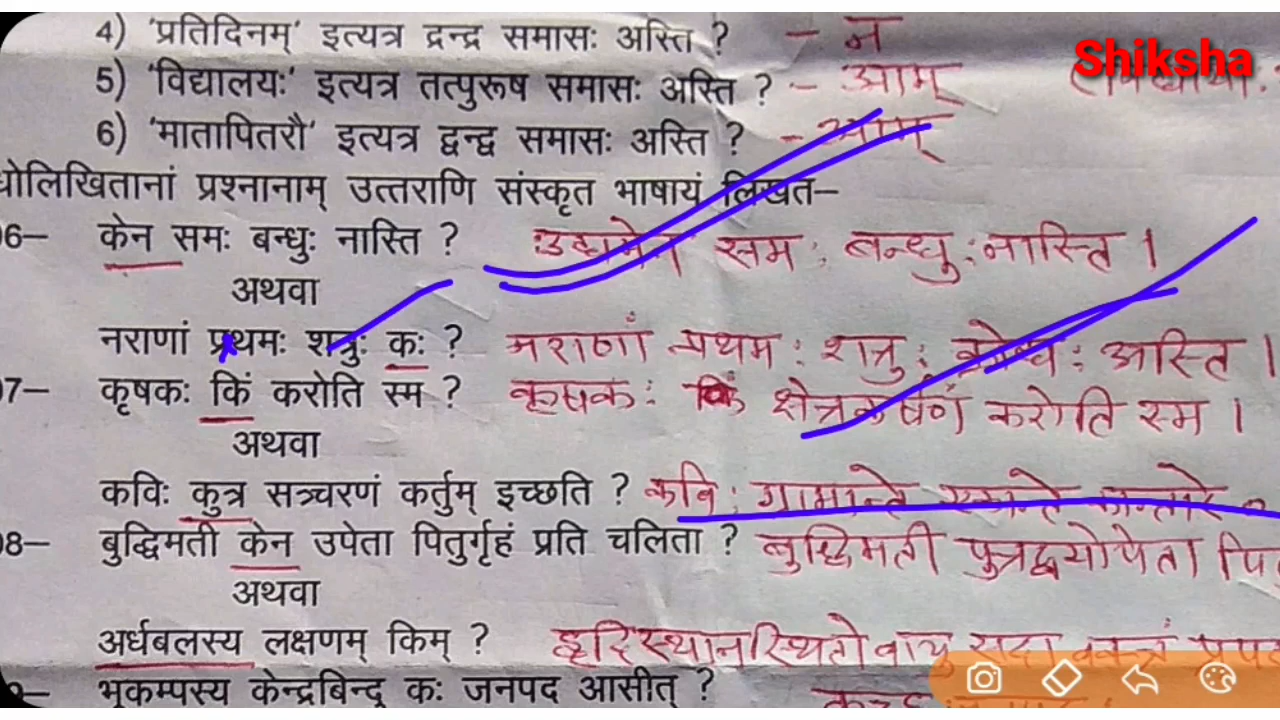 4) 'प्रतिदिनम्' इत्यत्र द्रन्द्र समासः अस्ति ? – न
Shiksha
5) 'विद्यालयः' इत्यत्र तत्पुरूष समासः अस्ति ? – आम्
6) 'मातापितरौ' इत्यत्र द्वन्द्व समासः अस्ति ? – आम्
धोलिखितानां प्रश्नानाम् उत्तराणि संस्कृत भाषायं लिखत–
06– केन समः बन्धुः नास्ति ? उद्यमेन समः बन्धुः नास्ति ।
अथवा
नराणां प्रथमः शत्रुः कः ? नराणां प्रथमः शत्रुः क्रोधः अस्ति ।
07– कृषकः किं करोति स्म ? कृषकः क्षेत्रकर्षणं करोति स्म ।
अथवा
कविः कुत्र सञ्चरणं कर्तुम् इच्छति ? कविः ग्रामान्ते कान्तारे
08– बुद्धिमती केन उपेता पितुर्गृहं प्रति चलिता ? बुद्धिमती पुत्रद्वयोपेता
अथवा
अर्धबलस्य लक्षणम् किम् ? हृदिस्थानस्थितो वायु यदा वक्त्रं
भूकम्पस्य केन्द्रबिन्दु कः जनपद आसीत् ?